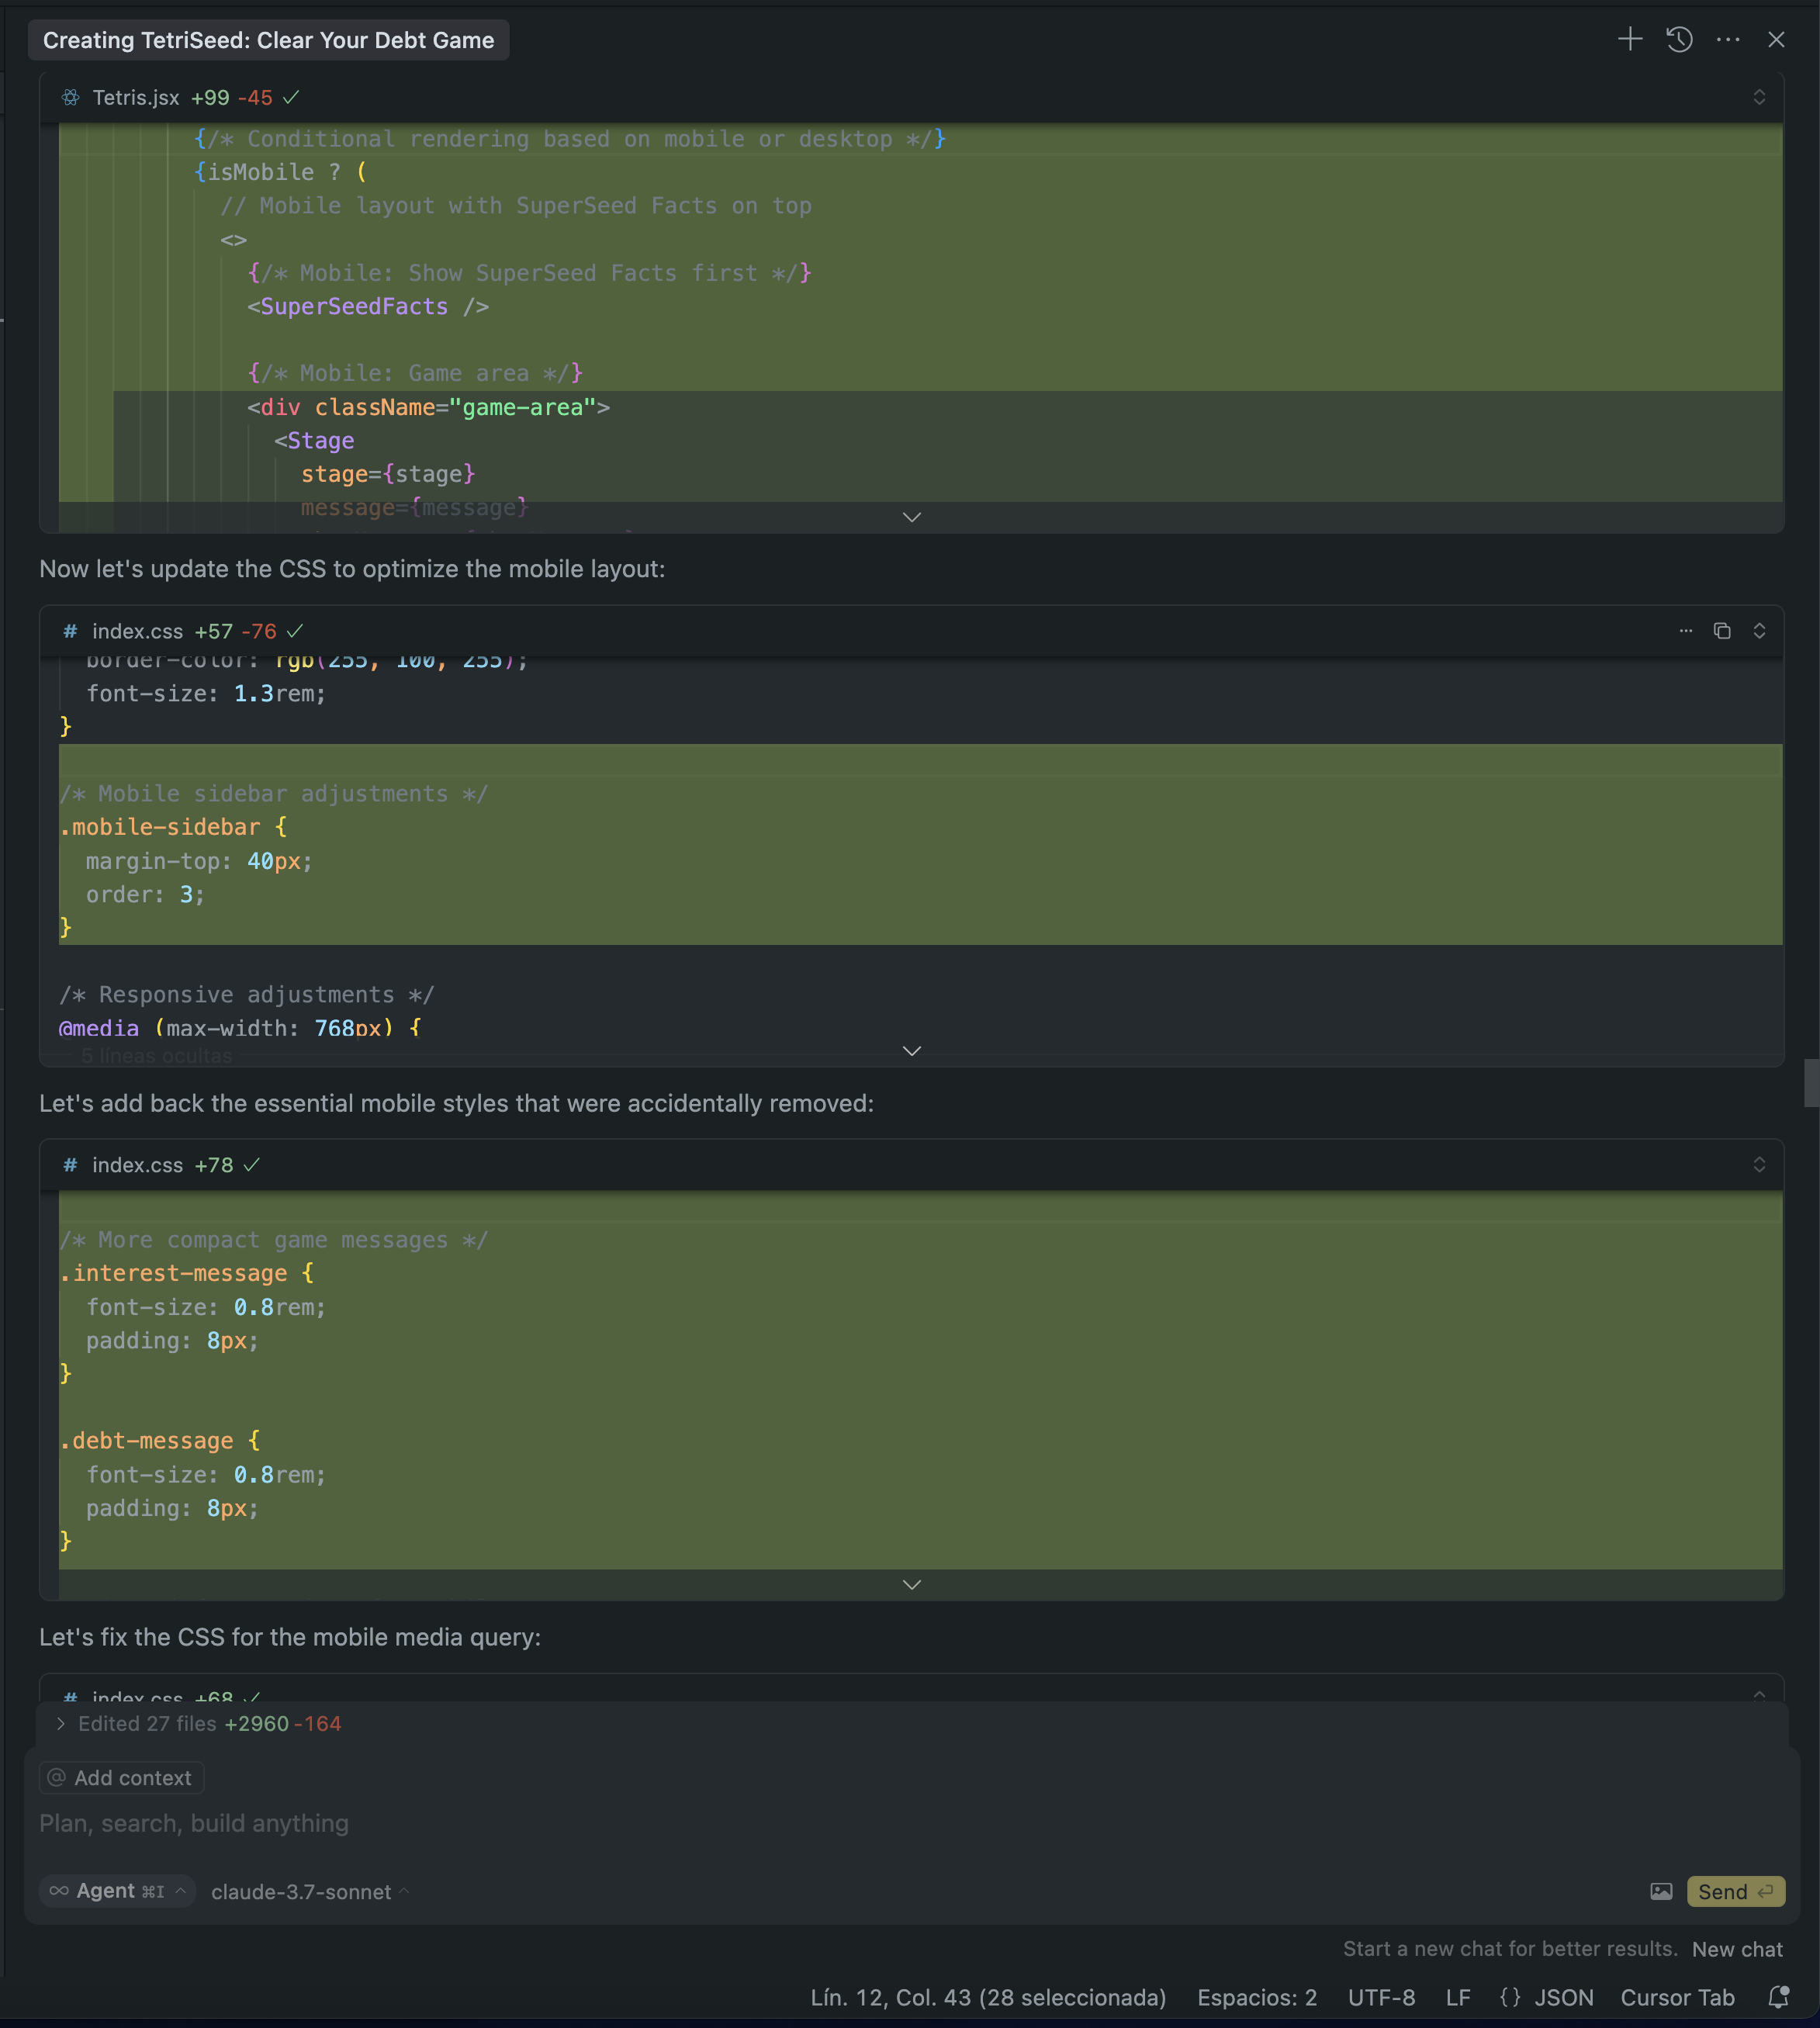 Creating TetriSeed: Clear Your Debt Game
Tetris.jsx +99 -45
{/* Conditional rendering based on mobile or desktop */}
{isMobile ? (
// Mobile layout with SuperSeed Facts on top
<>
{/* Mobile: Show SuperSeed Facts first */}
<SuperSeedFacts />
{/* Mobile: Game area */}
<div className="game-area">
<Stage
stage={stage}
message={message}
Now let's update the CSS to optimize the mobile layout:
# index.css +57 -76
border-color: rgb(255, 100, 255);
font-size: 1.3rem;
}
/* Mobile sidebar adjustments */
.mobile-sidebar {
margin-top: 40px;
order: 3;
}
/* Responsive adjustments */
@media (max-width: 768px) {
5 líneas ocultas
Let's add back the essential mobile styles that were accidentally removed:
# index.css +78
/* More compact game messages */
.interest-message {
font-size: 0.8rem;
padding: 8px;
}
.debt-message {
font-size: 0.8rem;
padding: 8px;
}
Let's fix the CSS for the mobile media query:
# index.css +68
Edited 27 files +2960 -164
@ Add context
Plan, search, build anything
Agent ⌘I claude-3.7-sonnet Send
Start a new chat for better results. New chat
Lín. 12, Col. 43 (28 seleccionada) Espacios: 2 UTF-8 LF {} JSON Cursor Tab